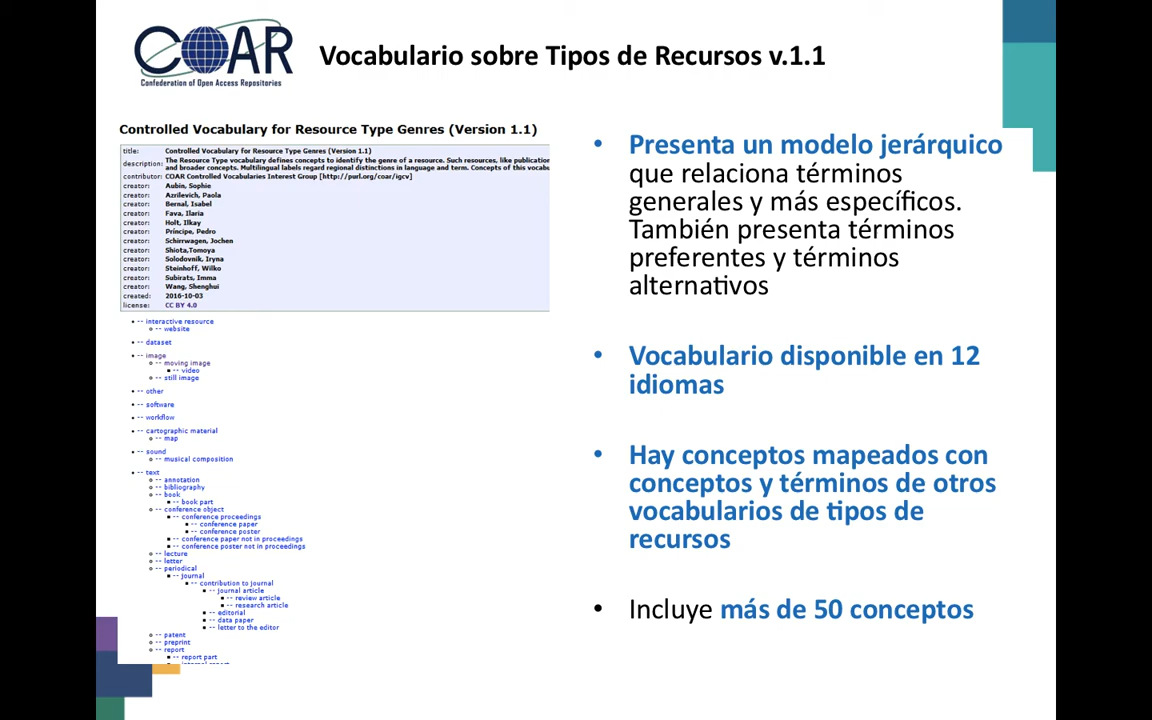 COAR
Confederation of Open Access Repositories
Vocabulario sobre Tipos de Recursos v.1.1
Controlled Vocabulary for Resource Type Genres (Version 1.1)
title: Controlled Vocabulary for Resource Type Genres (Version 1.1)
description: The Resource Type vocabulary defines concepts to identify the genre of a resource. Such resources, like publication
and broader concepts. Multilingual labels regard regional distinctions in language and term. Concepts of this vocabu
contributor: COAR Controlled Vocabularies Interest Group [http://purl.org/coar/igcv]
creator: Aubin, Sophie
creator: Azrilevich, Paola
creator: Bernal, Isabel
creator: Fava, Ilaria
creator: Holt, Ilkay
creator: Príncipe, Pedro
creator: Schirrwagen, Jochen
creator: Shiota,Tomoya
creator: Solodovnik, Iryna
creator: Steinhoff, Wilko
creator: Subirats, Imma
creator: Wang, Shenghui
created: 2016-10-03
license: CC BY 4.0
-- interactive resource
-- website
-- dataset
-- image
-- moving image
-- video
-- still image
-- other
-- software
-- workflow
-- cartographic material
-- map
-- sound
-- musical composition
-- text
-- annotation
-- bibliography
-- book
-- book part
-- conference object
-- conference proceedings
-- conference paper
-- conference poster
-- conference paper not in proceedings
-- conference poster not in proceedings
-- lecture
-- letter
-- periodical
-- journal
-- contribution to journal
-- journal article
-- review article
-- research article
-- editorial
-- data paper
-- letter to the editor
-- patent
-- preprint
-- report
-- report part
-- internal report
• Presenta un modelo jerárquico
que relaciona términos
generales y más específicos.
También presenta términos
preferentes y términos
alternativos
• Vocabulario disponible en 12
idiomas
• Hay conceptos mapeados con
conceptos y términos de otros
vocabularios de tipos de
recursos
• Incluye más de 50 conceptos